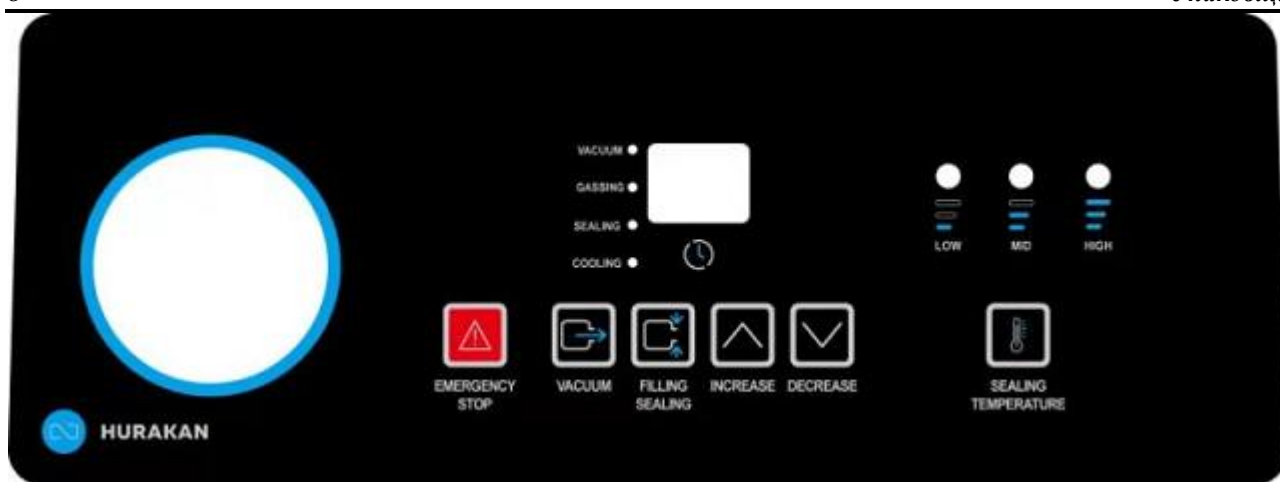 VACUUM
GASSING
SEALING
COOLING
LOW MID HIGH
EMERGENCY STOP
VACUUM
FILLING SEALING
INCREASE
DECREASE
SEALING TEMPERATURE
HURAKAN